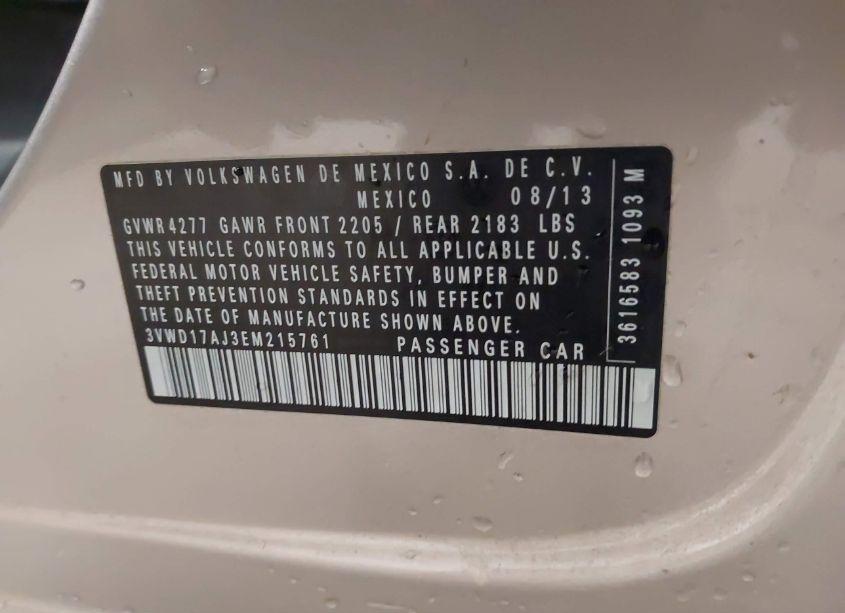 MFD BY VOLKSWAGEN DE MEXICO S.A. DE C.V.
MEXICO 08/13
GVWR 4277 GAWR FRONT 2205 / REAR 2183 LBS
THIS VEHICLE CONFORMS TO ALL APPLICABLE U.S.
FEDERAL MOTOR VEHICLE SAFETY, BUMPER AND
THEFT PREVENTION STANDARDS IN EFFECT ON
THE DATE OF MANUFACTURE SHOWN ABOVE.
3VWD17AJ3EM215761 PASSENGER CAR
3616583 1093 M